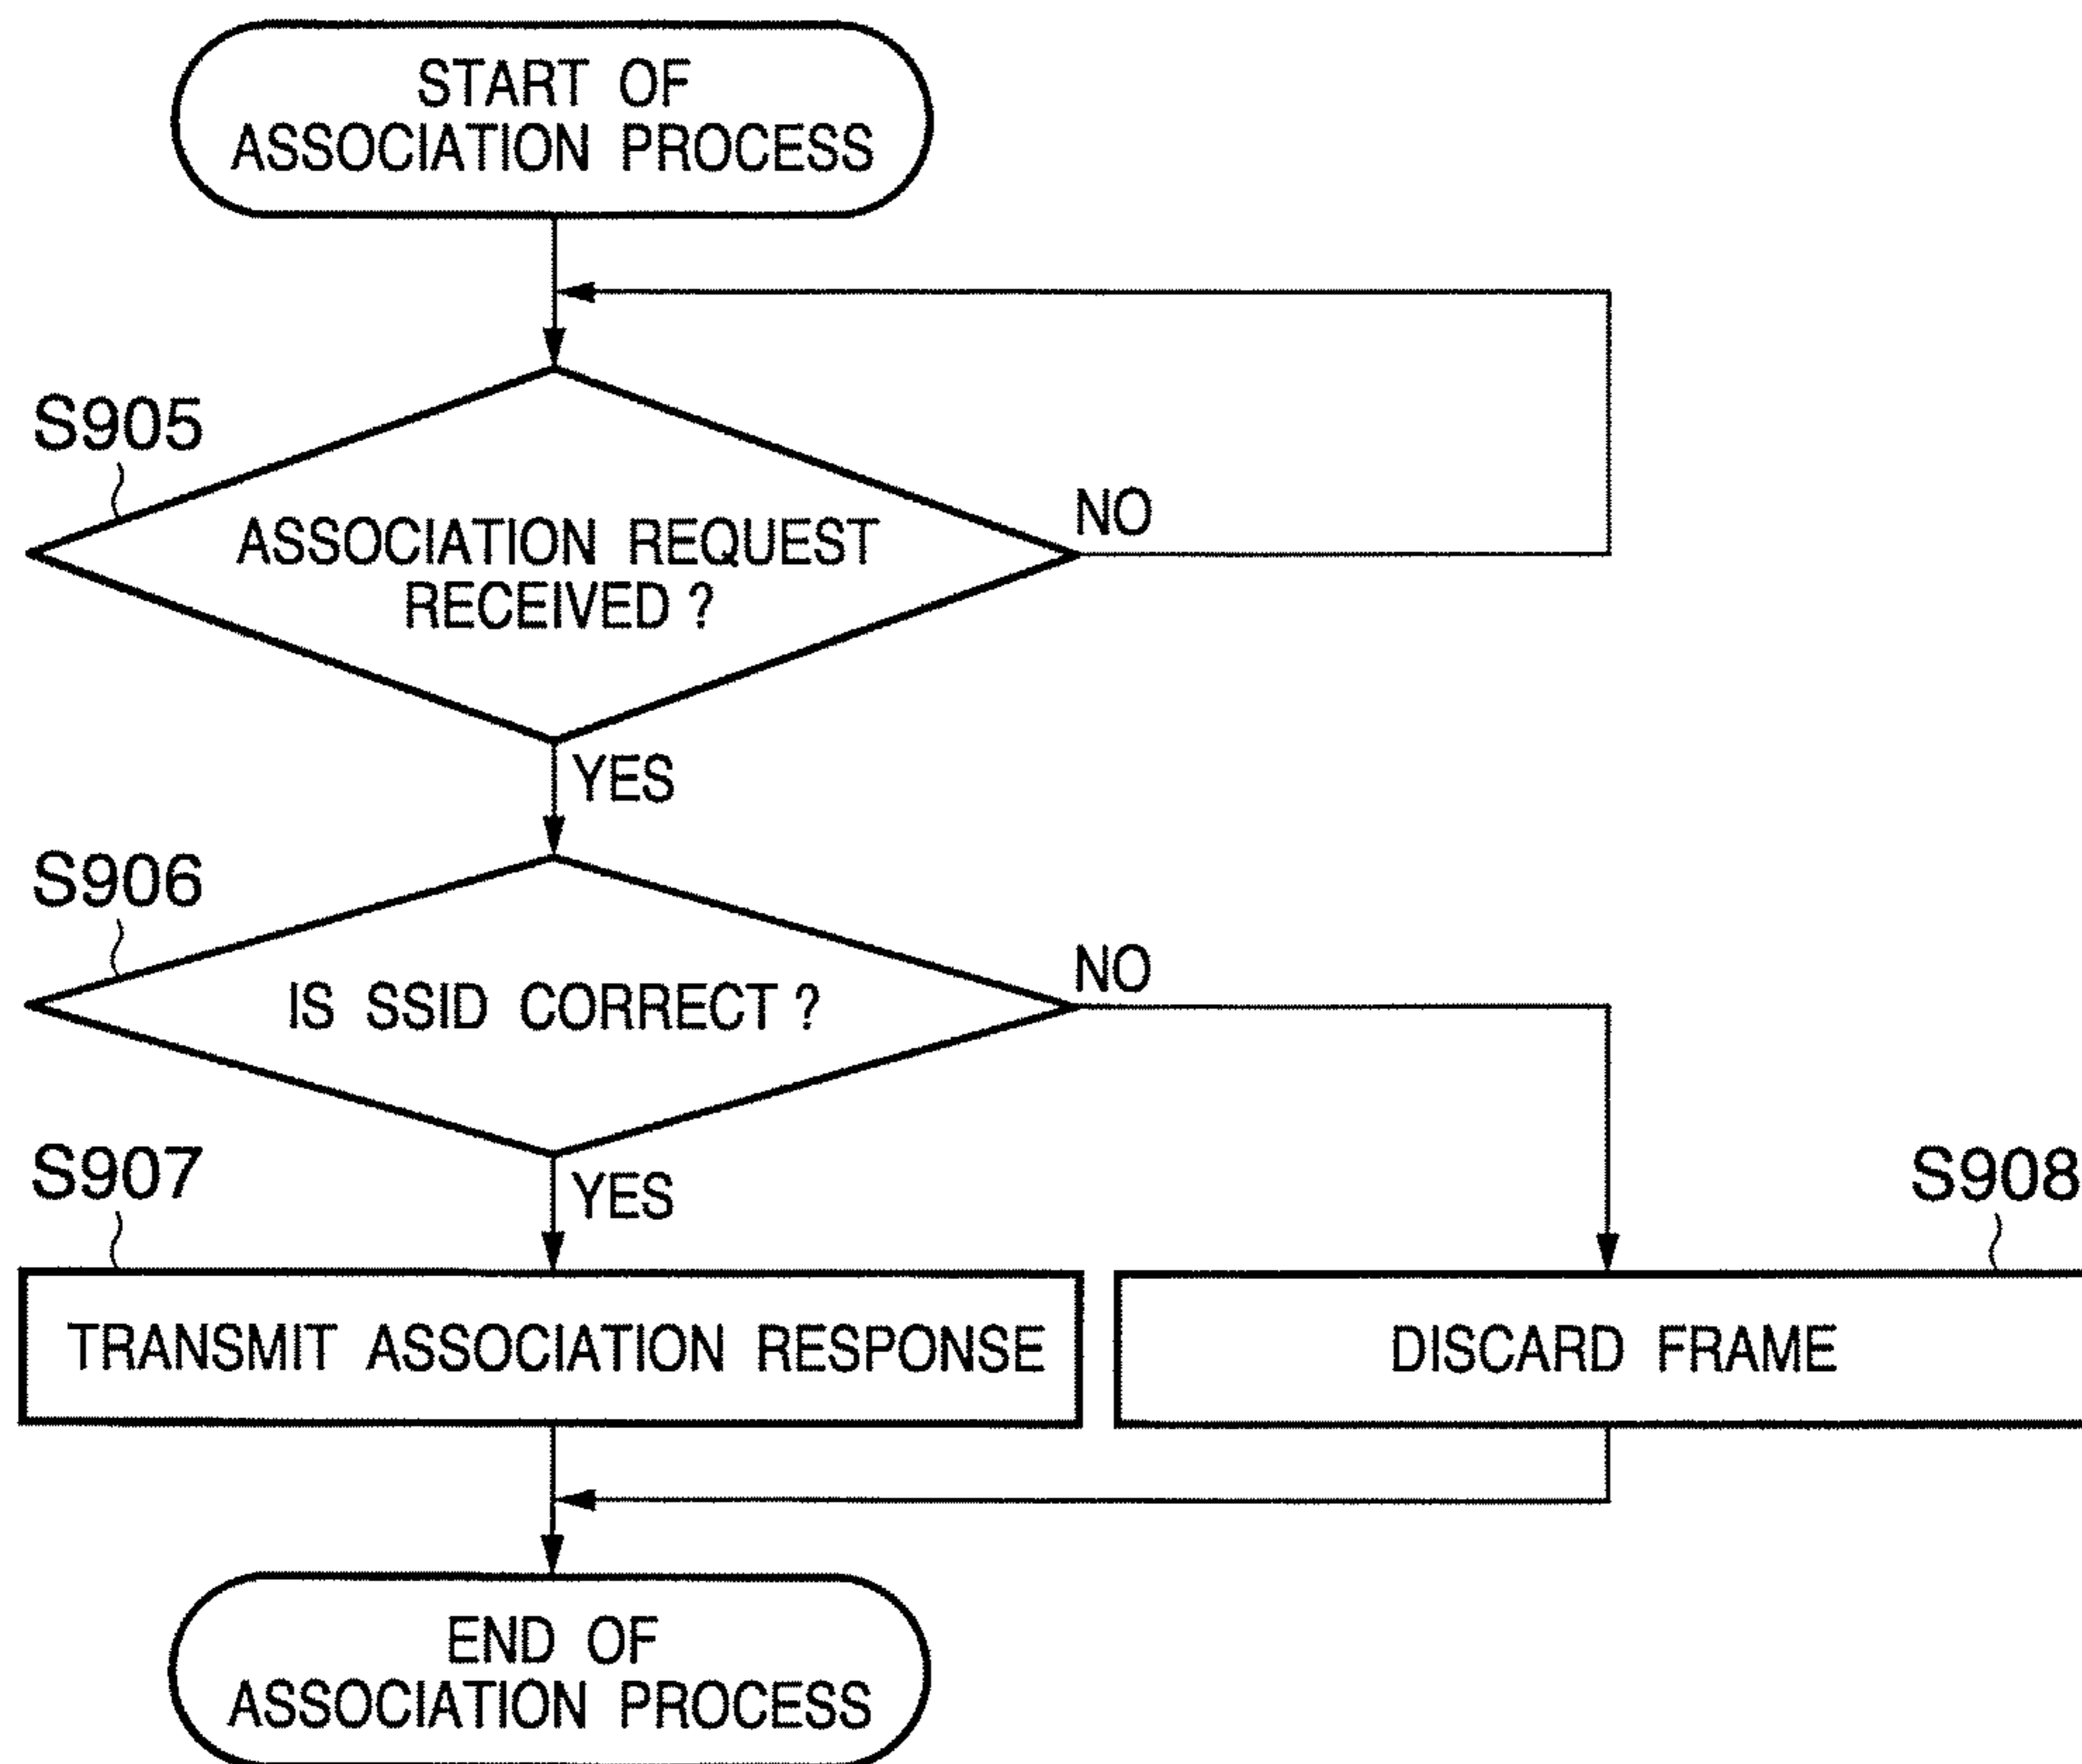 START OF
ASSOCIATION PROCESS
S905
ASSOCIATION REQUEST
RECEIVED ?
NO
YES
S906
IS SSID CORRECT ?
NO
YES
S907
S908
TRANSMIT ASSOCIATION RESPONSE
DISCARD FRAME
END OF
ASSOCIATION PROCESS